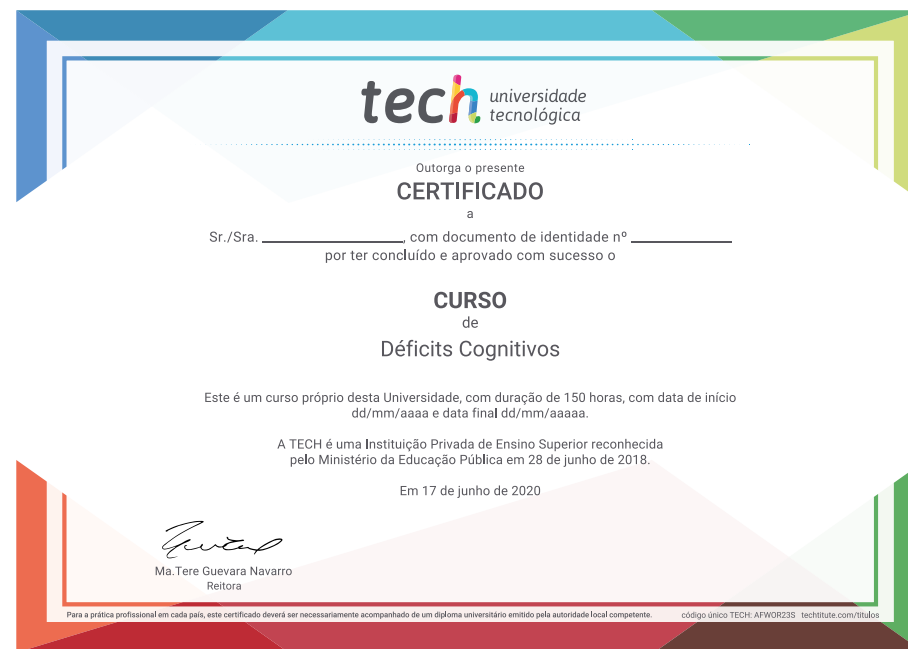 tech universidade
tecnológica
Outorga o presente
CERTIFICADO
a
Sr./Sra. ____________________, com documento de identidade nº ______________
por ter concluído e aprovado com sucesso o
CURSO
de
Déficits Cognitivos
Este é um curso próprio desta Universidade, com duração de 150 horas, com data de início
dd/mm/aaaa e data final dd/mm/aaaaa.
A TECH é uma Instituição Privada de Ensino Superior reconhecida
pelo Ministério da Educação Pública em 28 de junho de 2018.
Em 17 de junho de 2020
Ma.Tere Guevara Navarro
Reitora
Para a prática profissional em cada país, este certificado deverá ser necessariamente acompanhado de um diploma universitário emitido pela autoridade local competente. código único TECH: AFWOR23S techtitute.com/titulos